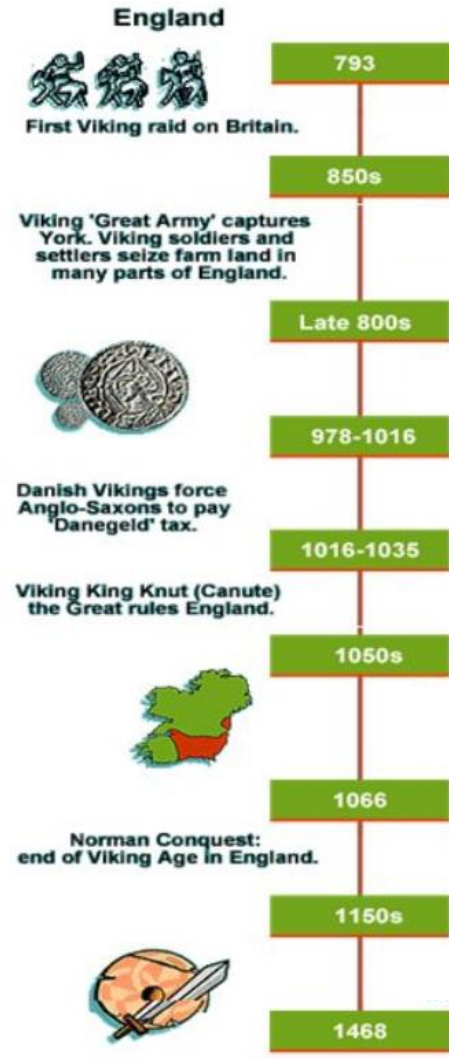 England
793
First Viking raid on Britain.
850s
Viking 'Great Army' captures
York. Viking soldiers and
settlers seize farm land in
many parts of England.
Late 800s
978-1016
Danish Vikings force
Anglo-Saxons to pay
'Danegeld' tax.
1016-1035
Viking King Knut (Canute)
the Great rules England.
1050s
1066
Norman Conquest:
end of Viking Age in England.
1150s
1468